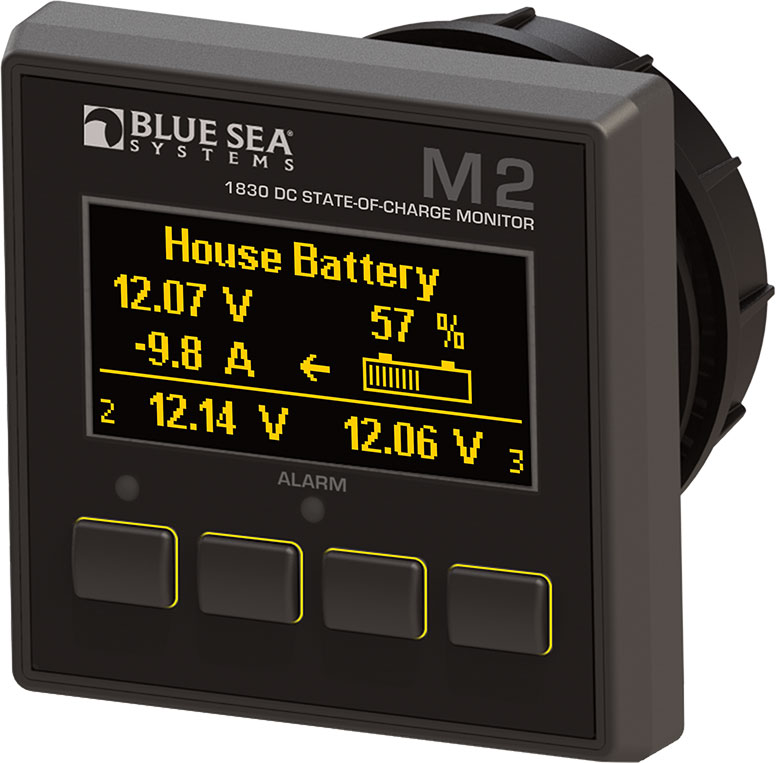 BLUE SEA®
SYSTEMS
M2
1830 DC STATE-OF-CHARGE MONITOR
House Battery
12.07 V
57 %
-9.8 A
2 12.14 V
12.06 V 3
ALARM